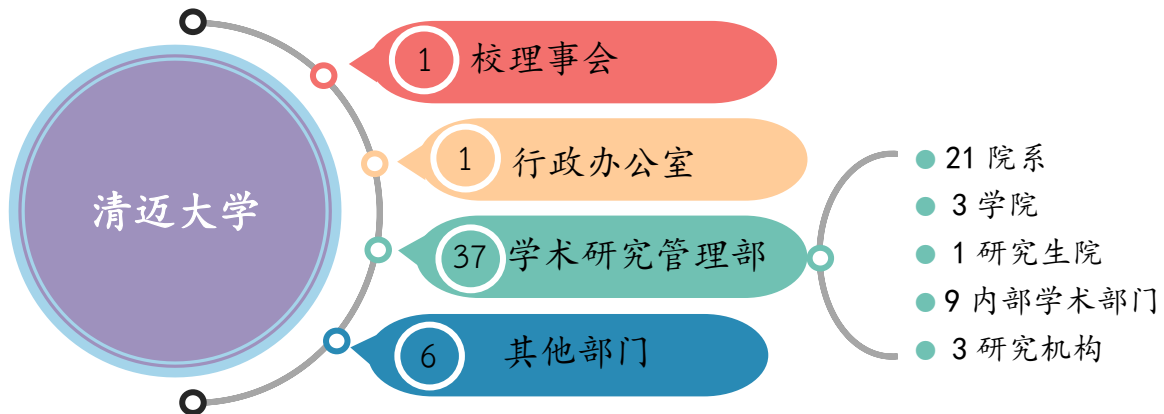 清迈大学
1 校理事会
1 行政办公室
37 学术研究管理部
6 其他部门
21 院系
3 学院
1 研究生院
9 内部学术部门
3 研究机构